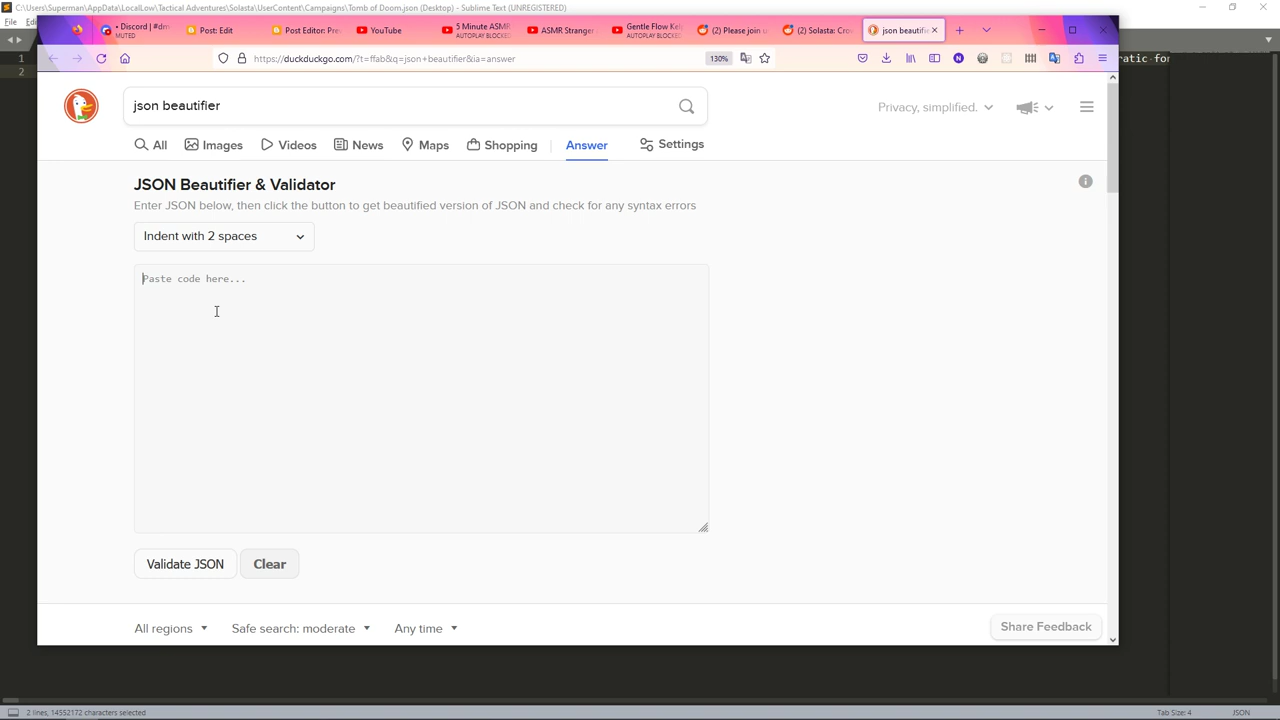 C:\Users\Superman\AppData\LocalLow\Tactical Adventures\Solasta\UserContent\Campaigns\Tomb of Doom.json (Desktop) - Sublime Text (UNREGISTERED)
File
• Discord | #dm
MUTED
Post: Edit
Post Editor: Pre
YouTube
5 Minute ASMR
AUTOPLAY BLOCKED
ASMR Stranger
Gentle Flow Ke
AUTOPLAY BLOCKED
(2) Please join u
(2) Solasta: Cro
json beautifie
https://duckduckgo.com/?t=ffab&q=json+beautifier&ia=answer
130%
1
2
ratic for
json beautifier
Privacy, simplified.
All
Images
Videos
News
Maps
Shopping
Answer
Settings
JSON Beautifier & Validator
Enter JSON below, then click the button to get beautified version of JSON and check for any syntax errors
Indent with 2 spaces
Paste code here...
Validate JSON
Clear
All regions
Safe search: moderate
Any time
Share Feedback
2 lines, 14552172 characters selected
Tab Size: 4
JSON